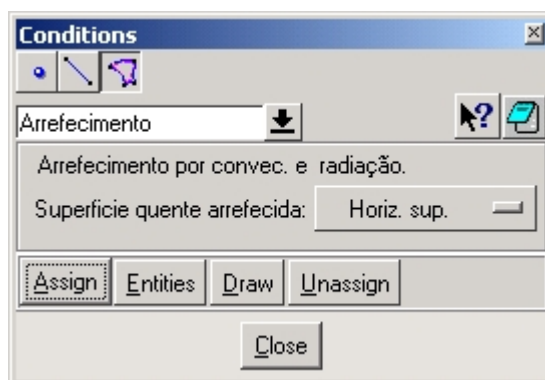 Conditions
Arrefecimento
Arrefecimento por convec. e radiação.
Superficie quente arrefecida: Horiz. sup.
Assign Entities Draw Unassign
Close